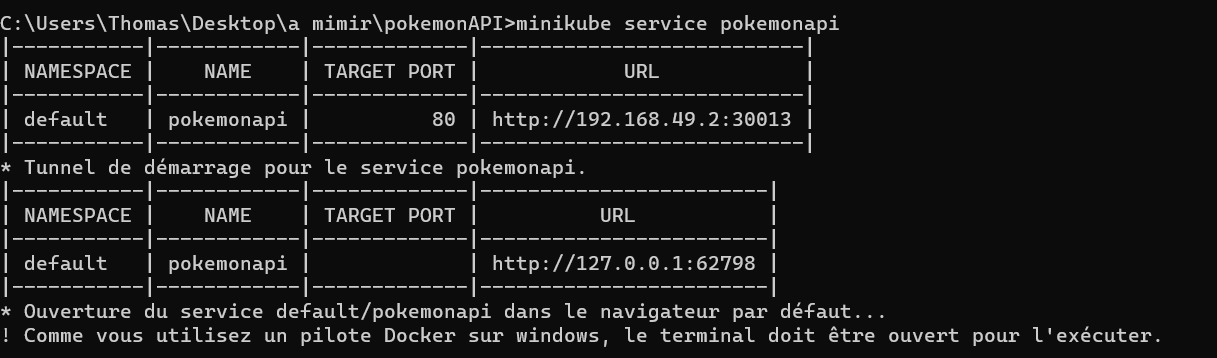 C:\Users\Thomas\Desktop\a mimir\pokemonAPI>minikube service pokemonapi
|-----------|------------|-------------|---------------------------|
| NAMESPACE |    NAME    | TARGET PORT |            URL            |
|-----------|------------|-------------|---------------------------|
| default   | pokemonapi |          80 | http://192.168.49.2:30013 |
|-----------|------------|-------------|---------------------------|
* Tunnel de démarrage pour le service pokemonapi.
|-----------|------------|-------------|------------------------|
| NAMESPACE |    NAME    | TARGET PORT |          URL           |
|-----------|------------|-------------|------------------------|
| default   | pokemonapi |             | http://127.0.0.1:62798 |
|-----------|------------|-------------|------------------------|
* Ouverture du service default/pokemonapi dans le navigateur par défaut...
! Comme vous utilisez un pilote Docker sur windows, le terminal doit être ouvert pour l'exécuter.